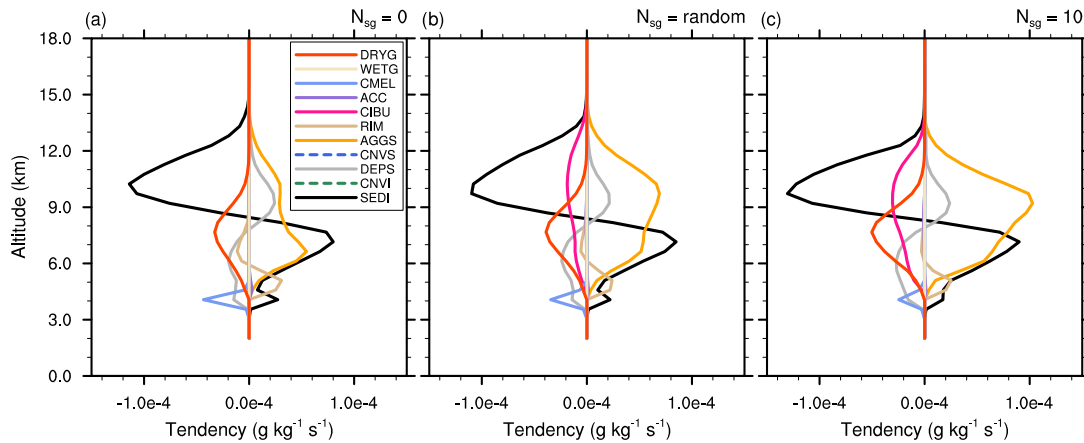 (a) N_sg = 0
(b) N_sg = random
(c) N_sg = 10
18.0
15.0
12.0
9.0
6.0
3.0
0.0
Altitude (km)
DRYG
WETG
CMEL
ACC
CIBU
RIM
AGGS
CNVS
DEPS
CNVI
SEDI
-1.0e-4 0.0e-4 1.0e-4
-1.0e-4 0.0e-4 1.0e-4
-1.0e-4 0.0e-4 1.0e-4
Tendency (g kg⁻¹ s⁻¹)
Tendency (g kg⁻¹ s⁻¹)
Tendency (g kg⁻¹ s⁻¹)